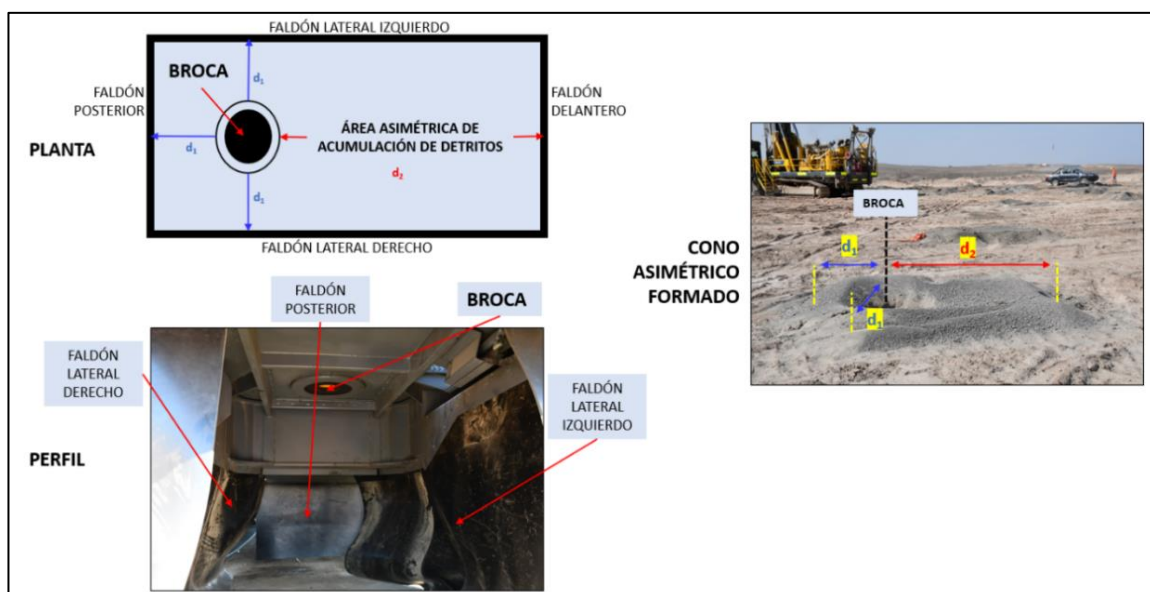 FALDÓN LATERAL IZQUIERDO
BROCA
d₁
FALDÓN
POSTERIOR
d₁
ÁREA ASIMÉTRICA DE
ACUMULACIÓN DE DETRITOS
d₂
FALDÓN
DELANTERO
PLANTA
d₁
FALDÓN LATERAL DERECHO
FALDÓN
POSTERIOR
BROCA
FALDÓN
LATERAL
DERECHO
FALDÓN
LATERAL
IZQUIERDO
PERFIL
BROCA
CONO
ASIMÉTRICO
FORMADO
d₁
d₂
d₁